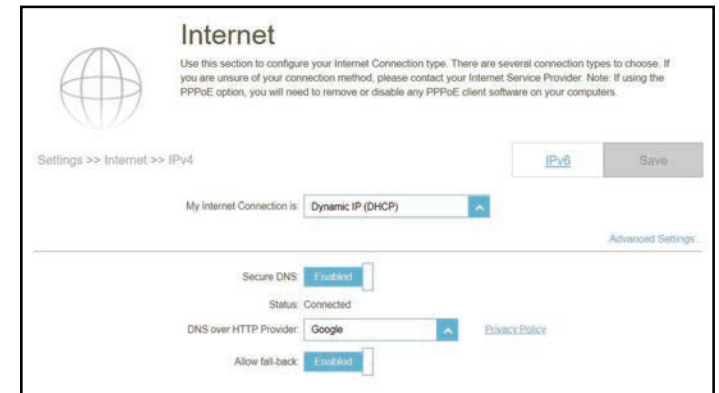 Internet
Use this section to configure your Internet Connection type. There are several connection types to choose. If
you are unsure of your connection method, please contact your Internet Service Provider. Note: If using the
PPPoE option, you will need to remove or disable any PPPoE client software on your computers.
Settings >> Internet >> IPv4
IPv6 Save
My Internet Connection is: Dynamic IP (DHCP)
Advanced Settings...
Secure DNS: Enabled
Status: Connected
DNS over HTTP Provider: Google Privacy Policy
Allow fall-back: Enabled